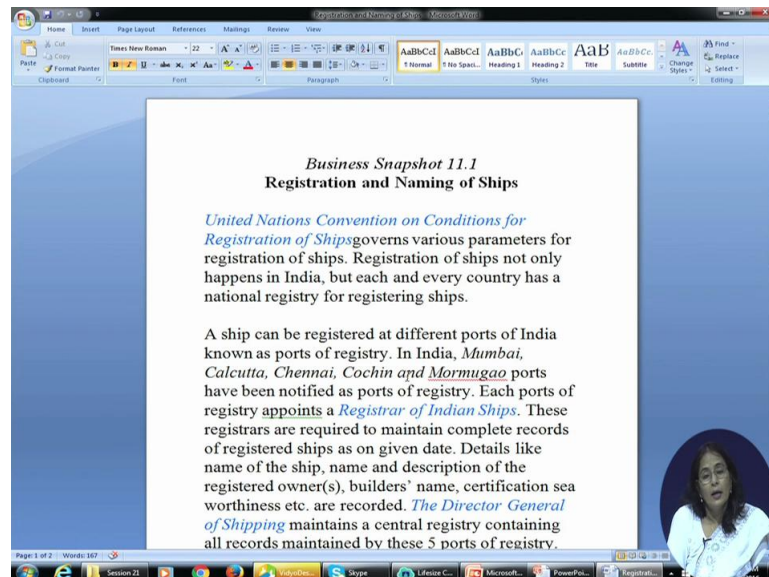 Registration and Naming of Ships - Microsoft Word
Home Insert Page Layout References Mailings Review View
Paste
Cut
Copy
Format Painter
Clipboard
Times New Roman 22
Font
Paragraph
AaBbCcI AaBbCcI AaBbC AaBbCc AaB AaBbCc.
¶ Normal ¶ No Spaci... Heading 1 Heading 2 Title Subtitle
Change
Styles
Styles
Find
Replace
Select
Editing
Business Snapshot 11.1
Registration and Naming of Ships
United Nations Convention on Conditions for
Registration of Shipsgoverns various parameters for
registration of ships. Registration of ships not only
happens in India, but each and every country has a
national registry for registering ships.
A ship can be registered at different ports of India
known as ports of registry. In India, Mumbai,
Calcutta, Chennai, Cochin and Mormugao ports
have been notified as ports of registry. Each ports of
registry appoints a Registrar of Indian Ships. These
registrars are required to maintain complete records
of registered ships as on given date. Details like
name of the ship, name and description of the
registered owner(s), builders’ name, certification sea
worthiness etc. are recorded. The Director General
of Shipping maintains a central registry containing
all records maintained by these 5 ports of registry.
Page: 1 of 2 Words: 167
Session 21 VidyoDes... Skype Lifesize C... Microsoft... PowerPoi... Registrati...